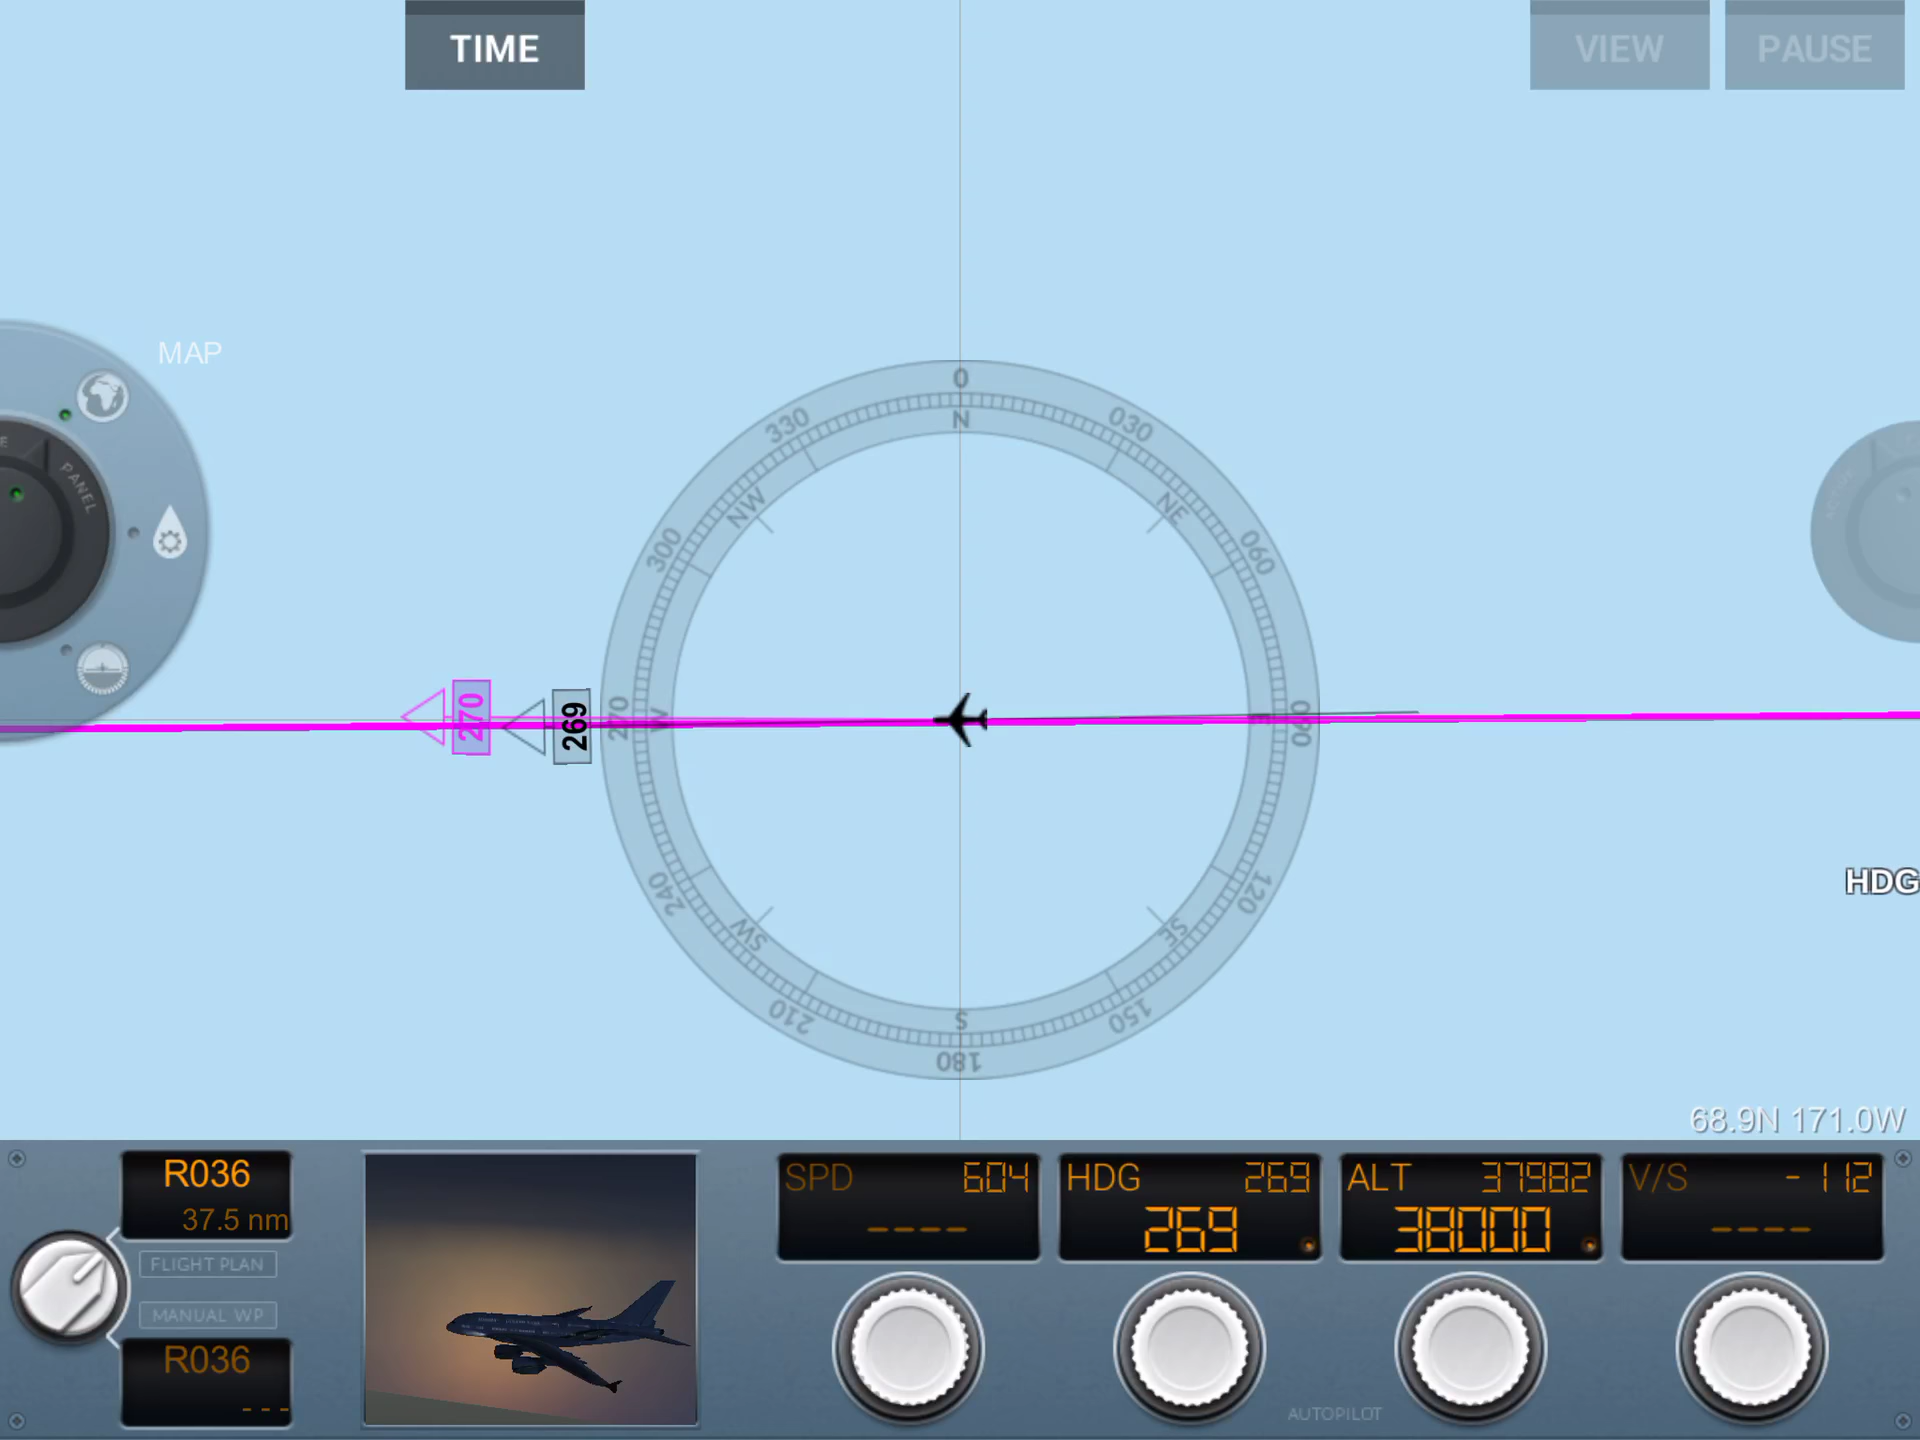 TIME
VIEW
PAUSE
MAP
PANEL
0
N
030
NE
060
090
E
120
SE
150
S
180
210
SW
240
270
W
300
NW
330
270
269
HDG
68.9N 171.0W
R036
37.5 nm
FLIGHT PLAN
MANUAL WP
R036
---
SPD 604
----
HDG 269
269
ALT 37982
38000
V/S -112
----
AUTOPILOT